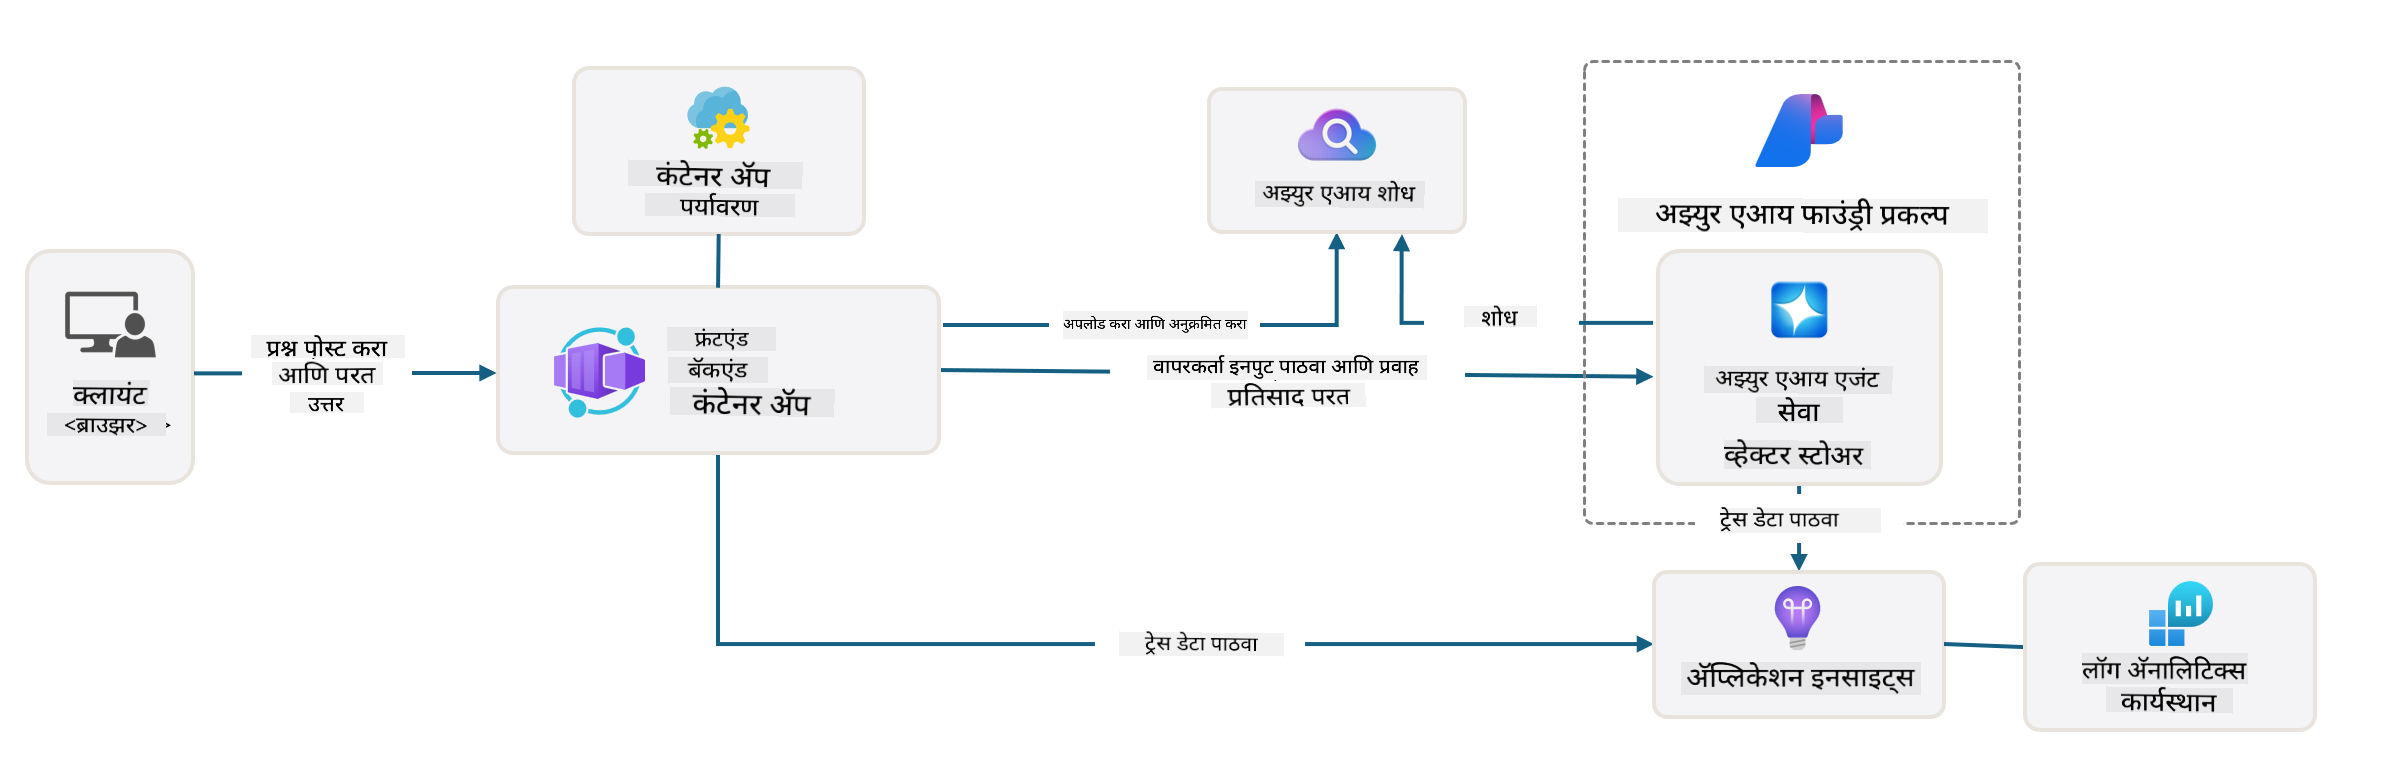 कंटेनर ॲप
पर्यावरण
अझ्युर एआय शोध
अझ्युर एआय फाउंड्री प्रकल्प
क्लायंट
<ब्राउझर> >
प्रश्न पोस्ट करा
आणि परत
उत्तर
फ्रंटएंड
बॅकएंड
कंटेनर ॲप
अपलोड करा आणि अनुक्रमित करा
शोध
वापरकर्ता इनपुट पाठवा आणि प्रवाह
प्रतिसाद परत
अझ्युर एआय एजंट
सेवा
व्हेक्टर स्टोअर
ट्रेस डेटा पाठवा
ट्रेस डेटा पाठवा
ॲप्लिकेशन इनसाइट्स
लॉग ॲनालिटिक्स
कार्यस्थान